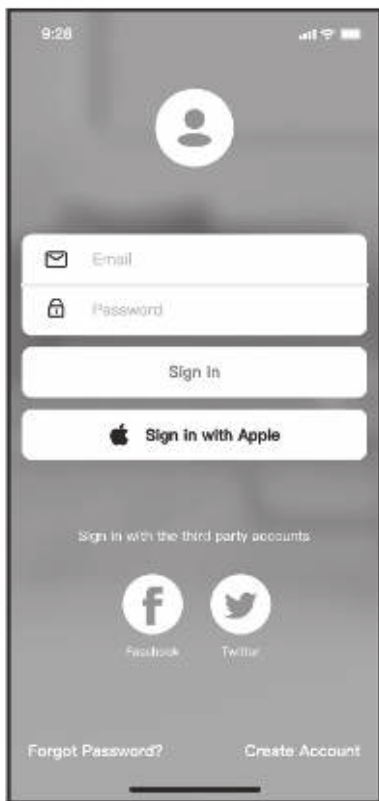 9:26
Email
Password
Sign in
Sign in with Apple
Sign in with the third party accounts
Facebook Twitter
Forgot Password? Create Account